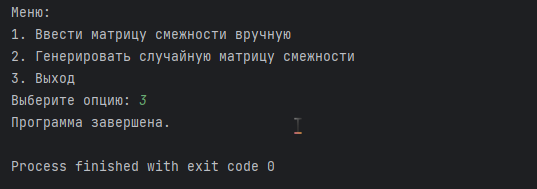 Меню:
1. Ввести матрицу смежности вручную
2. Генерировать случайную матрицу смежности
3. Выход
Выберите опцию: 3
Программа завершена.
Process finished with exit code 0